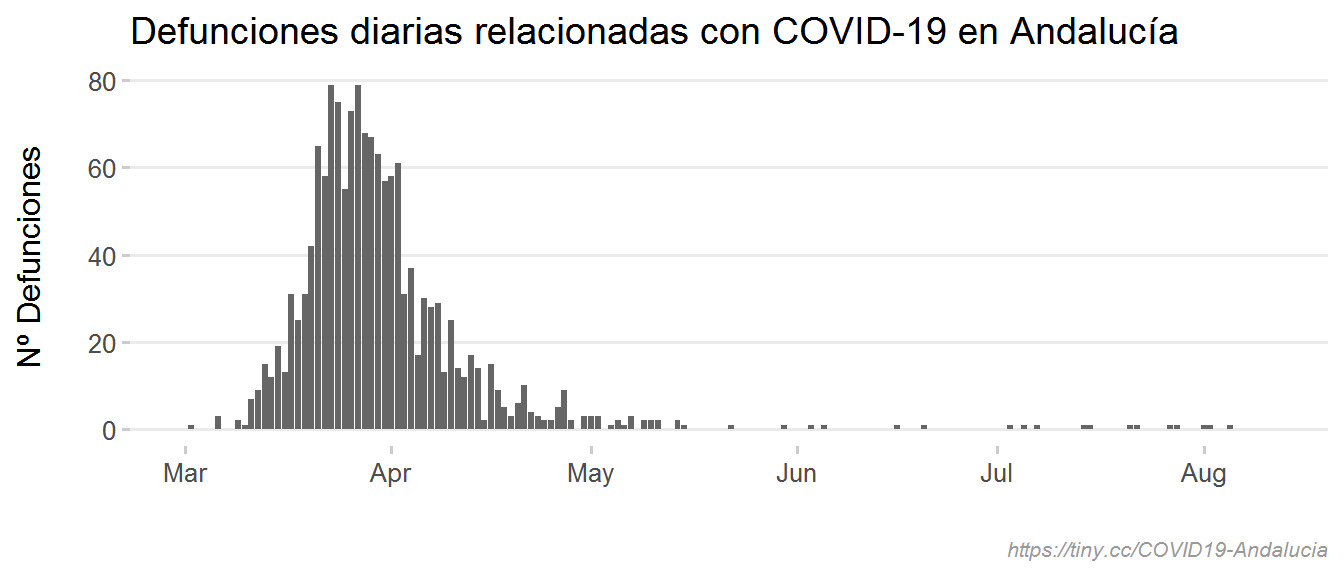 Defunciones diarias relacionadas con COVID-19 en Andalucía
Nº Defunciones
80
60
40
20
0
Mar Apr May Jun Jul Aug
https://tiny.cc/COVID19-Andalucia